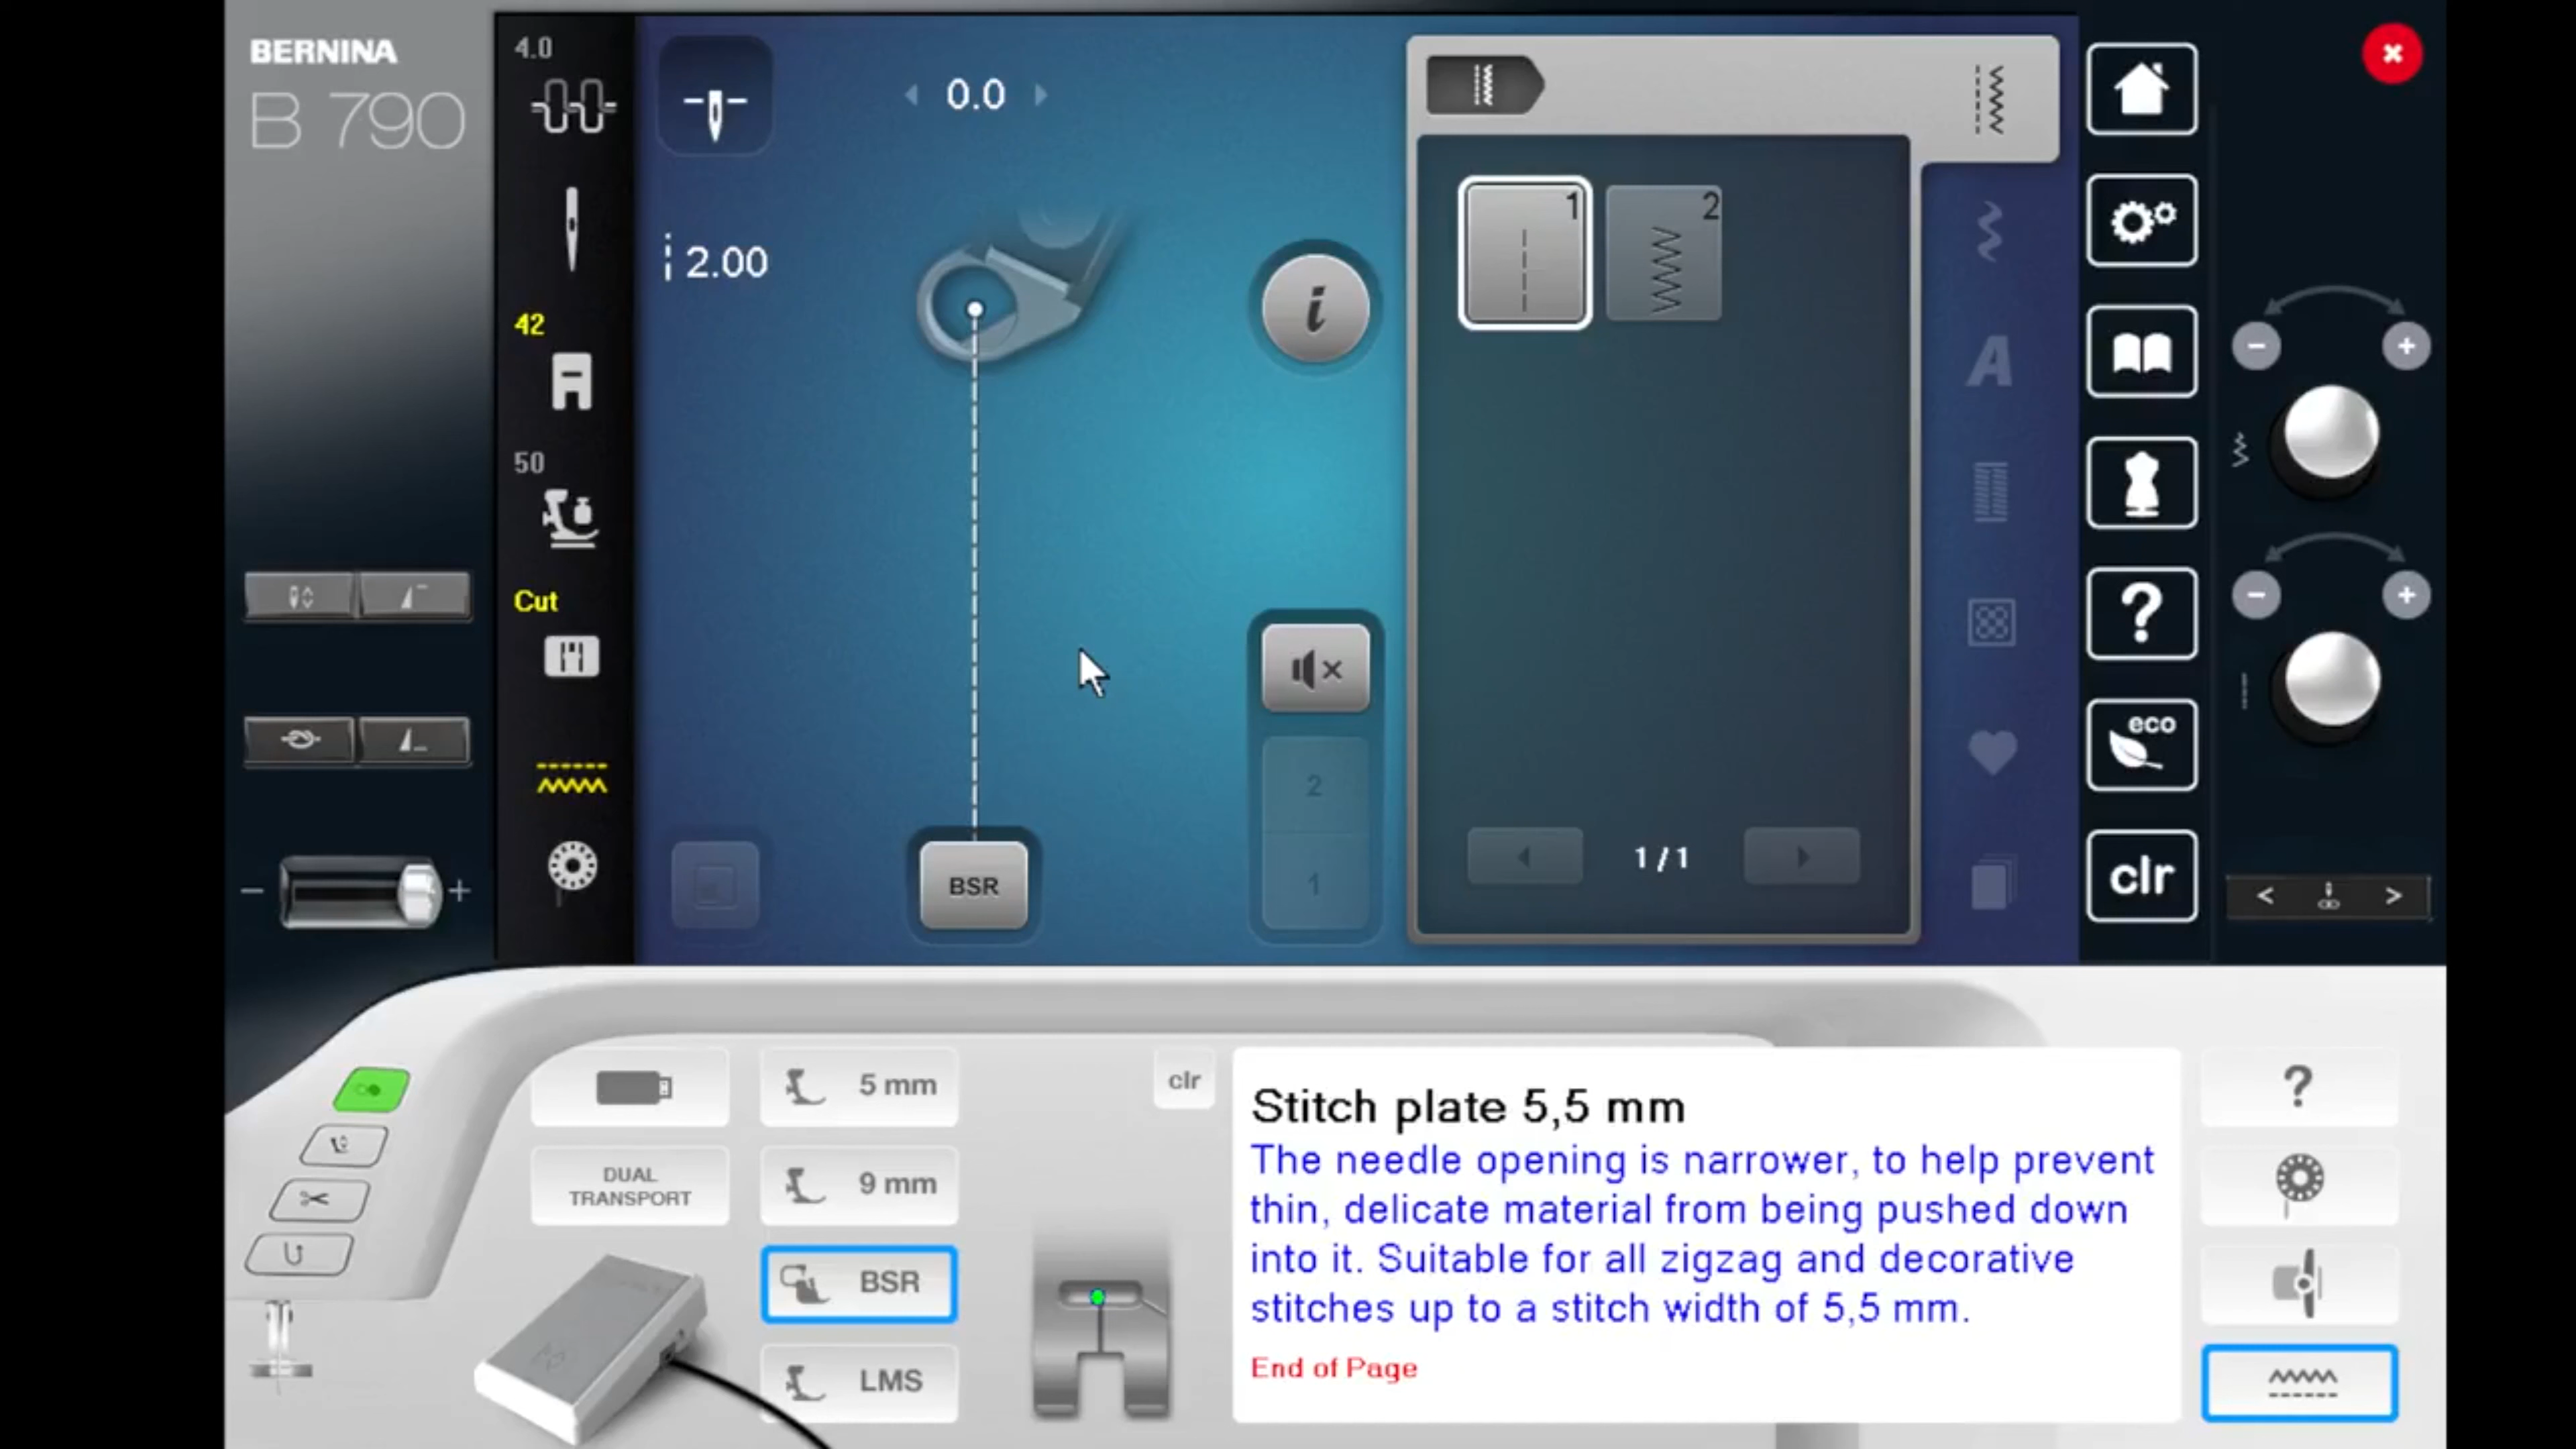 BERNINA
B 790
4.0
42
50
Cut
0.0
2.00
i
BSR
2
1
1
2
A
1 / 1
?
eco
clr
5 mm
9 mm
BSR
LMS
DUAL
TRANSPORT
clr
Stitch plate 5,5 mm
The needle opening is narrower, to help prevent
thin, delicate material from being pushed down
into it. Suitable for all zigzag and decorative
stitches up to a stitch width of 5,5 mm.
End of Page
?